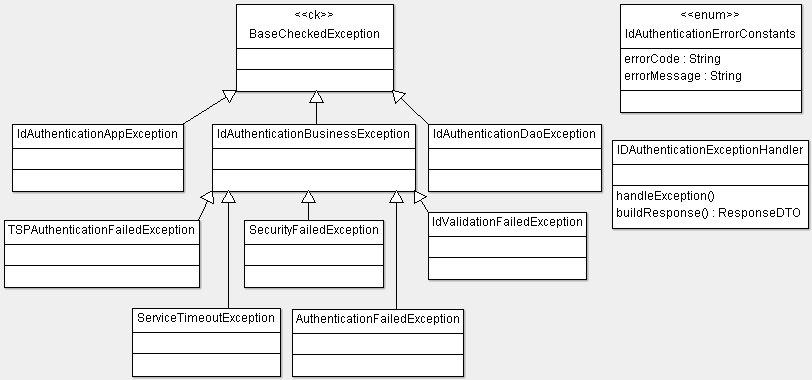 <<ck>>
BaseCheckedException
<<enum>>
IdAuthenticationErrorConstants
errorCode : String
errorMessage : String
IdAuthenticationAppException
IdAuthenticationBusinessException
IdAuthenticationDaoException
IDAuthenticationExceptionHandler
handleException()
buildResponse() : ResponseDTO
TSPAuthenticationFailedException
SecurityFailedException
IdValidationFailedException
ServiceTimeoutException
AuthenticationFailedException